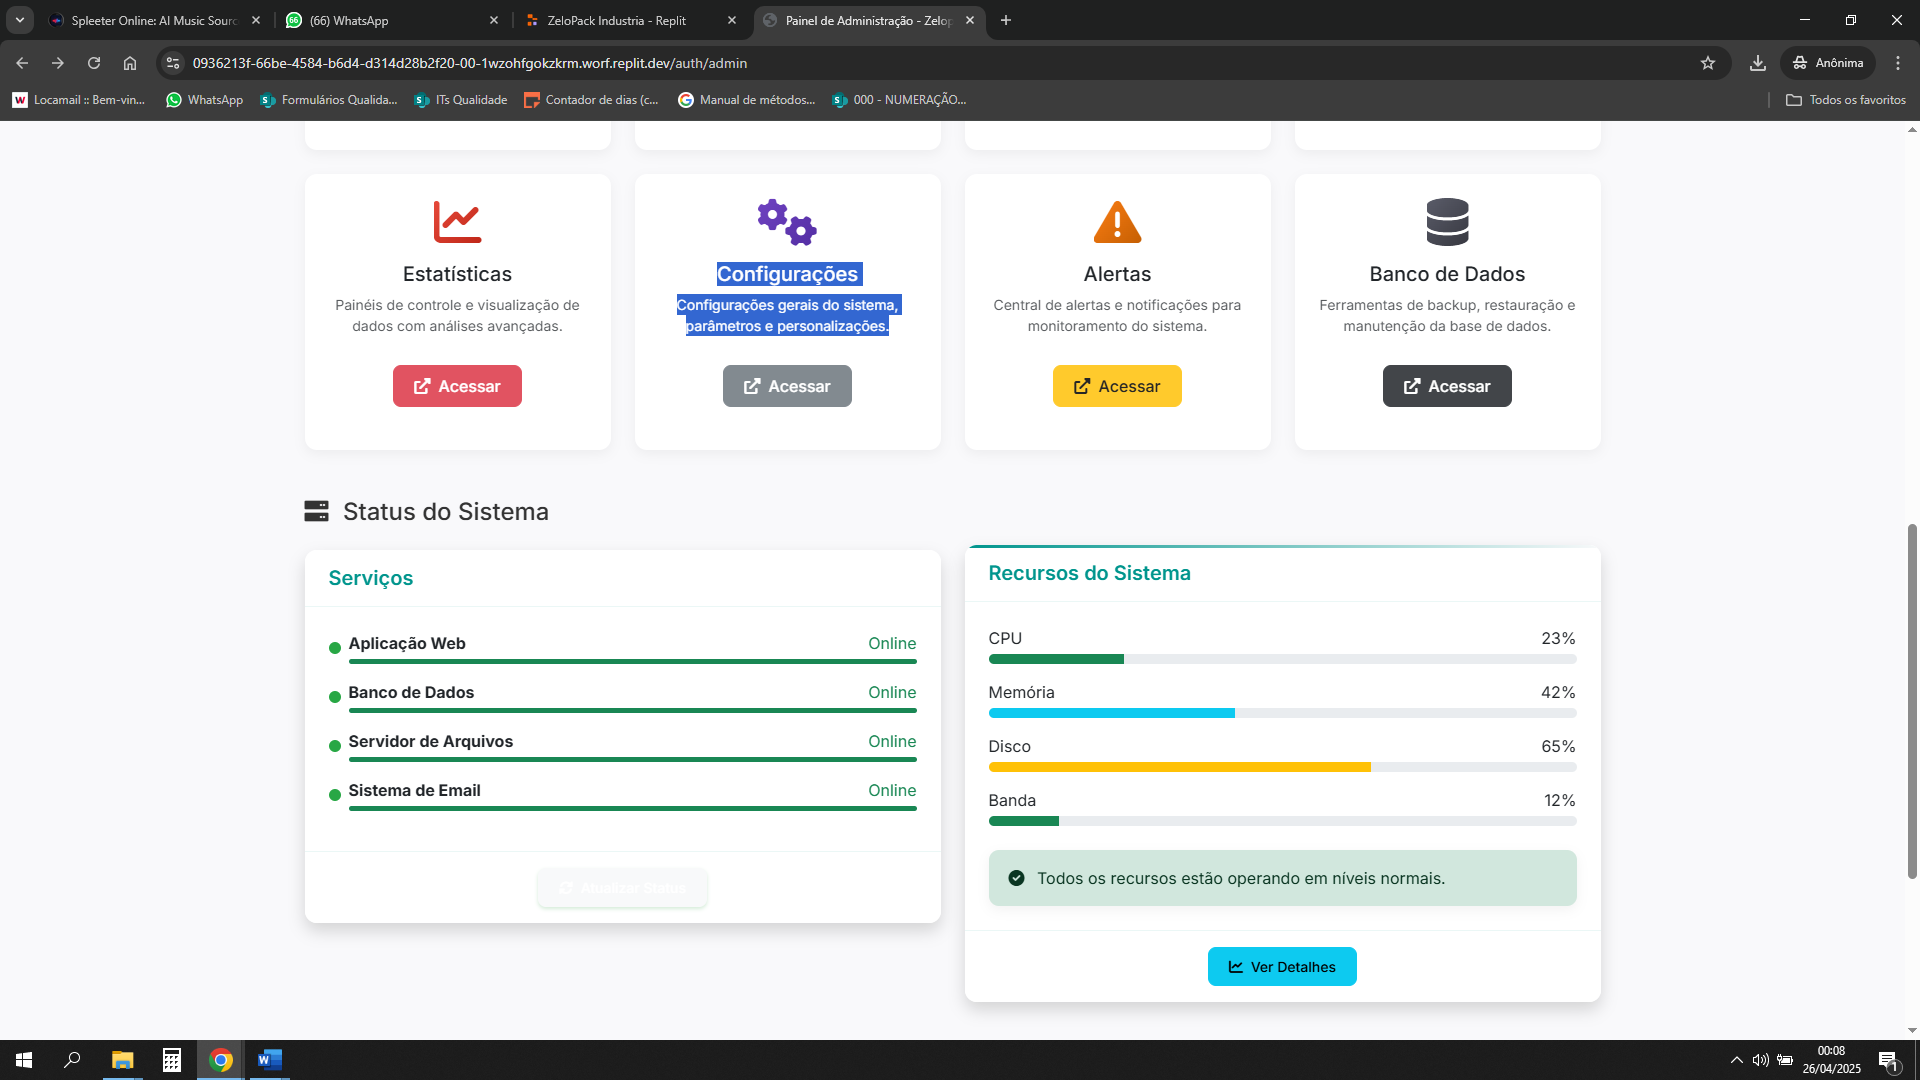 Spleeter Online: AI Music Sourc
(66) WhatsApp
ZeloPack Industria - Replit
Painel de Administração - Zelop
0936213f-66be-4584-b6d4-d314d28b2f20-00-1wzohfgokzkrm.worf.replit.dev/auth/admin
Anônima
Locamail :: Bem-vin...
WhatsApp
Formulários Qualida...
ITs Qualidade
Contador de dias (c...
Manual de métodos...
000 - NUMERAÇÃO...
Todos os favoritos
Estatísticas
Painéis de controle e visualização de
dados com análises avançadas.
Acessar
Configurações
Configurações gerais do sistema,
parâmetros e personalizações.
Acessar
Alertas
Central de alertas e notificações para
monitoramento do sistema.
Acessar
Banco de Dados
Ferramentas de backup, restauração e
manutenção da base de dados.
Acessar
Status do Sistema
Serviços
Aplicação Web Online
Banco de Dados Online
Servidor de Arquivos Online
Sistema de Email Online
Atualizar Status
Recursos do Sistema
CPU 23%
Memória 42%
Disco 65%
Banda 12%
Todos os recursos estão operando em níveis normais.
Ver Detalhes
00:08
26/04/2025
1